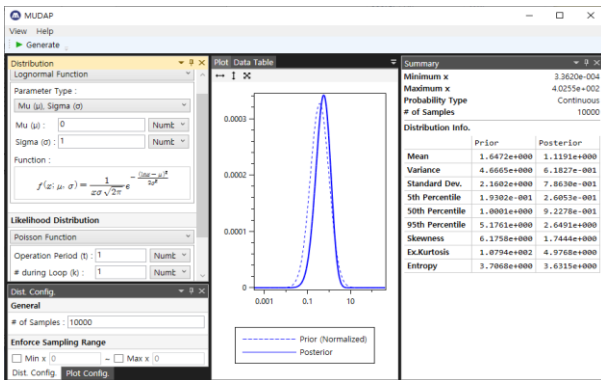 MUDAP
View Help
Generate
Distribution
Lognormal Function
Parameter Type :
Mu (μ), Sigma (σ)
Mu (μ) : 0 Numb
Sigma (σ) : 1 Numb
Function :
f(x; μ, σ) = 1/(xσ√2π) e^-(lnx − μ)²/2σ²
Likelihood Distribution
Poisson Function
Operation Period (t) : 1 Numb
# during Loop (k) : 1 Numb
Dist. Config.
General
# of Samples : 10000
Enforce Sampling Range
Min x 0 ~ Max x 0
Dist. Config. Plot Config.
Plot Data Table
0.0003
0.0002
0.0001
0
0.001 0.1 10
Prior (Normalized)
Posterior
Summary
Minimum x 3.3620e-004
Maximum x 4.0255e+002
Probability Type Continuous
# of Samples 10000
Distribution Info.
Prior Posterior
Mean 1.6472e+000 1.1191e+000
Variance 4.6665e+000 6.1827e-001
Standard Dev. 2.1602e+000 7.8630e-001
5th Percentile 1.9302e-001 2.6053e-001
50th Percentile 1.0001e+000 9.2278e-001
95th Percentile 5.1761e+000 2.6491e+000
Skewness 6.1758e+000 1.7444e+000
Ex.Kurtosis 1.0794e+002 4.9768e+000
Entropy 3.7068e+000 3.6315e+000